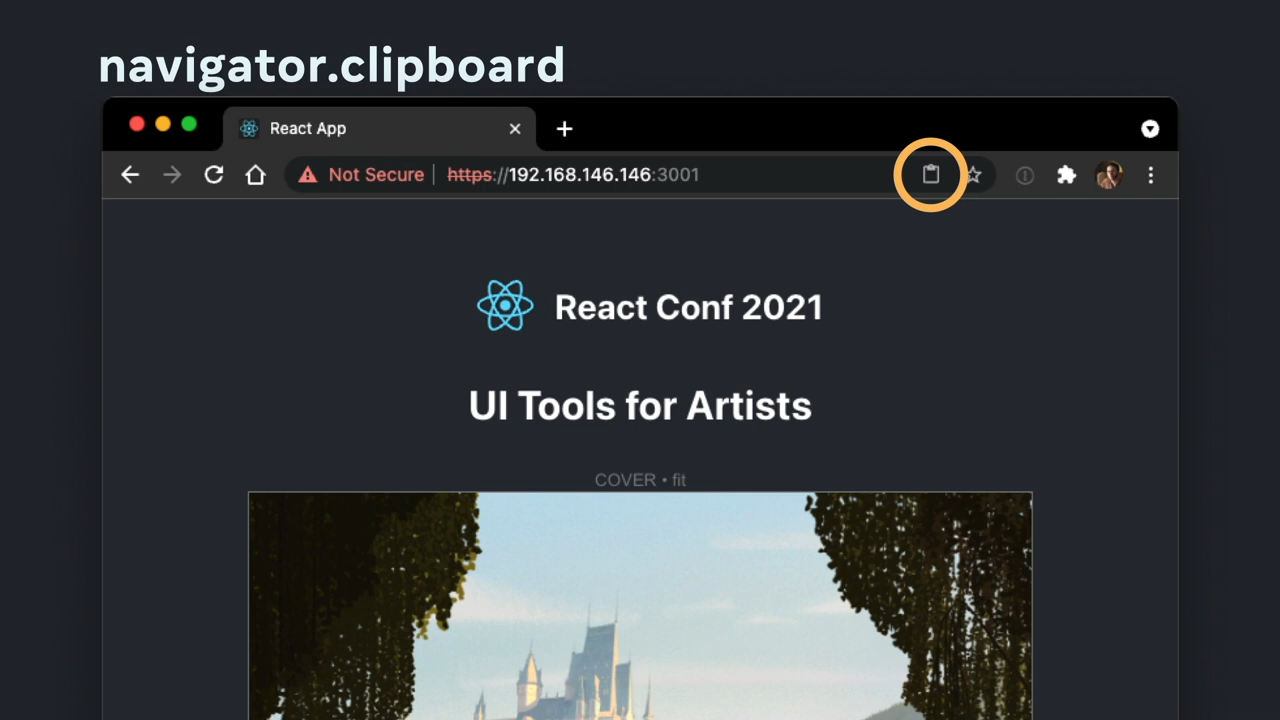 navigator.clipboard
React App
Not Secure https://192.168.146.146:3001
React Conf 2021
UI Tools for Artists
COVER • fit